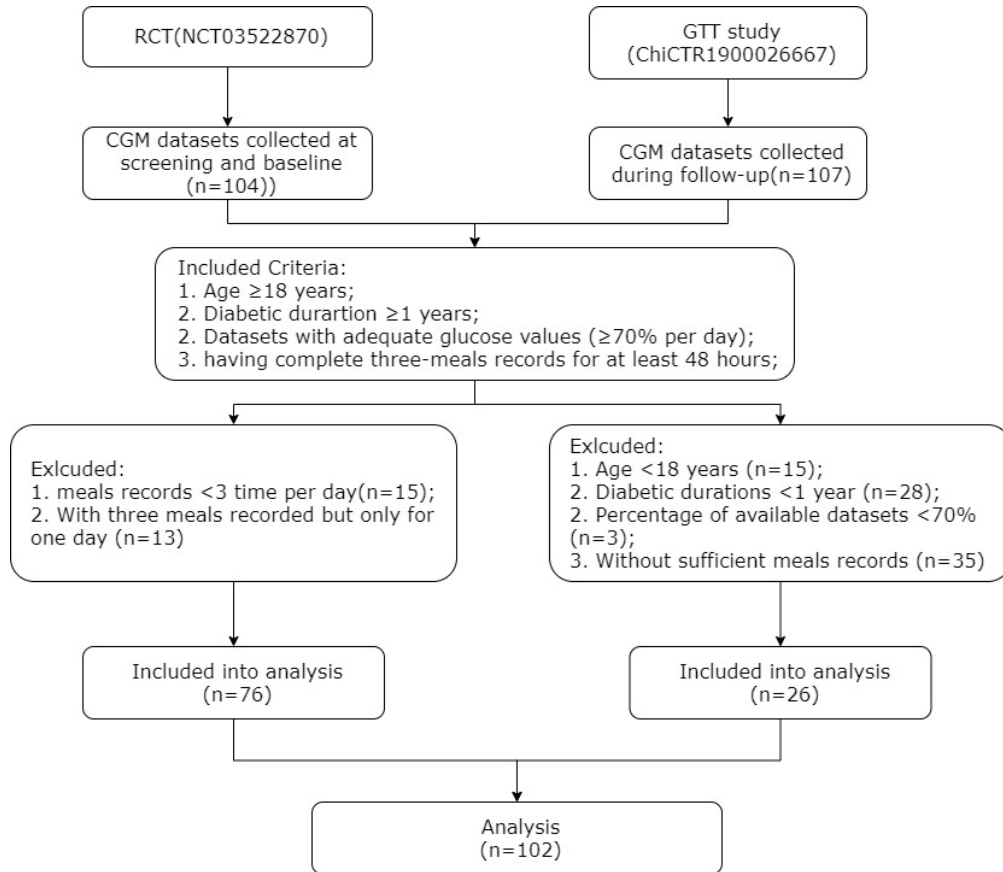 RCT(NCT03522870)
GTT study
(ChiCTR1900026667)
CGM datasets collected at
screening and baseline
(n=104))
CGM datasets collected
during follow-up(n=107)
Included Criteria:
1. Age ≥18 years;
2. Diabetic durartion ≥1 years;
2. Datasets with adequate glucose values (≥70% per day);
3. having complete three-meals records for at least 48 hours;
Exlcuded:
1. meals records <3 time per day(n=15);
2. With three meals recorded but only for
one day (n=13)
Exlcuded:
1. Age <18 years (n=15);
2. Diabetic durations <1 year (n=28);
2. Percentage of available datasets <70%
(n=3);
3. Without sufficient meals records (n=35)
Included into analysis
(n=76)
Included into analysis
(n=26)
Analysis
(n=102)